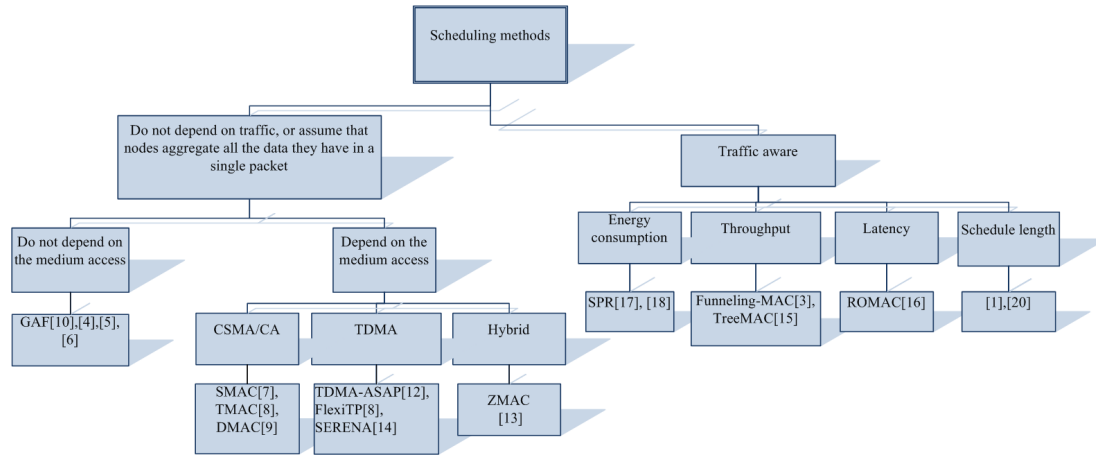 Scheduling methods
Do not depend on traffic, or assume that
nodes aggregate all the data they have in a
single packet
Traffic aware
Do not depend on
the medium access
Depend on the
medium access
Energy
consumption
Throughput
Latency
Schedule length
GAF[10],[4],[5],
[6]
CSMA/CA
TDMA
Hybrid
SPR[17], [18]
Funneling-MAC[3],
TreeMAC[15]
ROMAC[16]
[1],[20]
SMAC[7],
TMAC[8],
DMAC[9]
TDMA-ASAP[12],
FlexiTP[8],
SERENA[14]
ZMAC
[13]